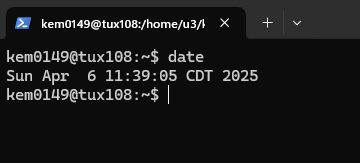 kem0149@tux108:/home/u3/k
kem0149@tux108:~$ date
Sun Apr  6 11:39:05 CDT 2025
kem0149@tux108:~$